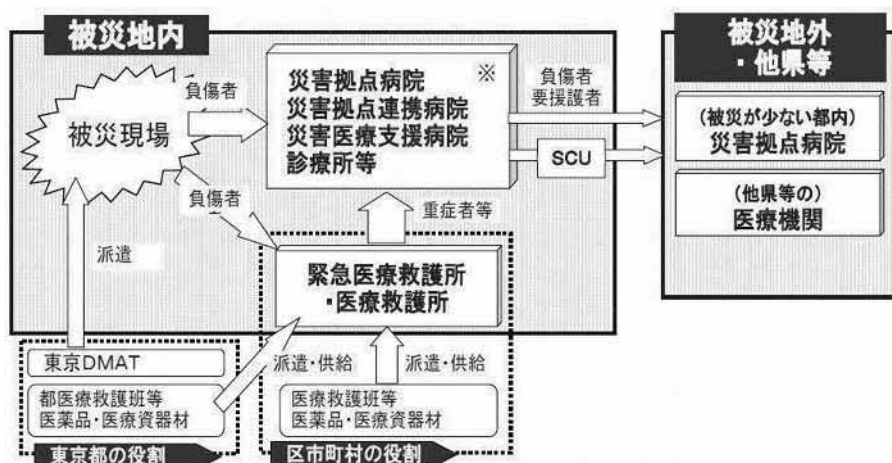 被災地内
被災現場
負傷者
災害拠点病院
※
災害拠点連携病院
災害医療支援病院
診療所等
負傷者
要援護者
SCU
被災地外
・他県等
(被災が少ない都内)
災害拠点病院
(他県等の)
医療機関
負傷者
重症者等
派遣
緊急医療救護所
・医療救護所
東京DMAT
都医療救護班等
医薬品・医療資器材
東京都の役割
派遣・供給
派遣・供給
医療救護班等
医薬品・医療資器材
区市町村の役割